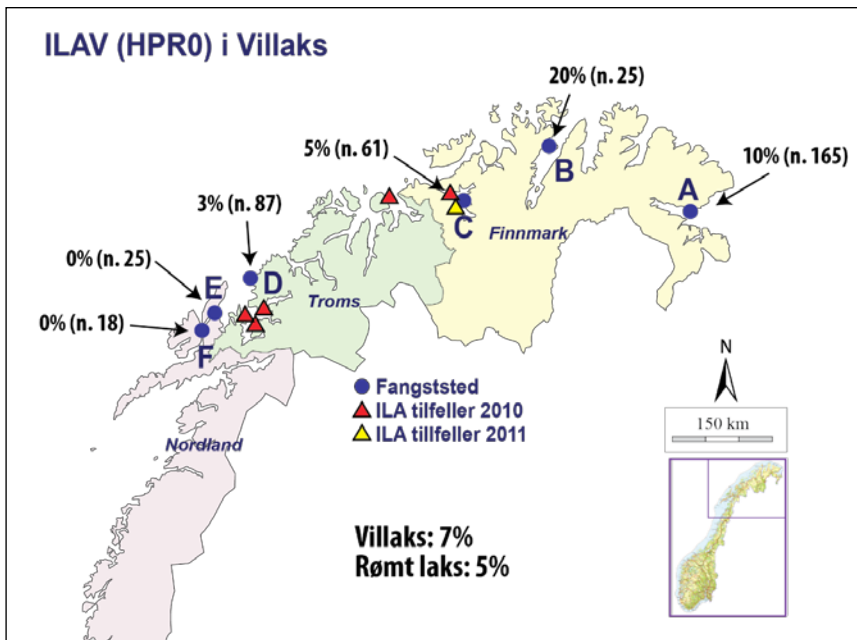 ILAV (HPR0) i Villaks
20% (n. 25)
5% (n. 61)
B
10% (n. 165)
A
3% (n. 87)
C
Finnmark
0% (n. 25)
D
E
Troms
0% (n. 18)
F
N
Fangststed
ILA tilfeller 2010
150 km
ILA tillfeller 2011
Nordland
Villaks: 7%
Rømt laks: 5%